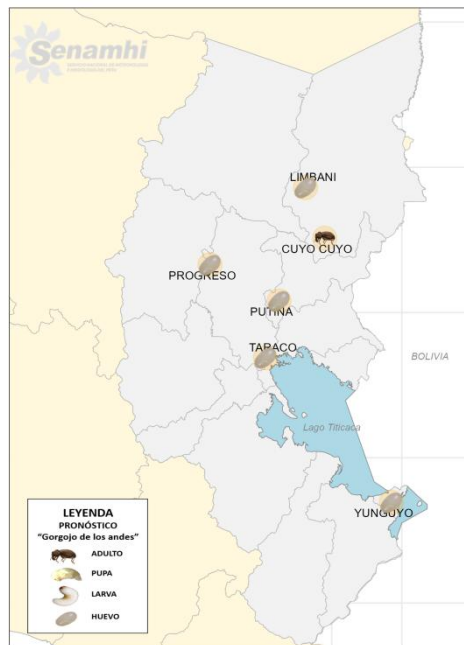 Senamhi
LIMBANI
CUYO CUYO
PROGRESO
PUTINA
TARACO
BOLIVIA
Lago Titicaca
YUNGUYO
LEYENDA
PRONÓSTICO
"Gorgojo de los andes"
ADULTO
PUPA
LARVA
HUEVO